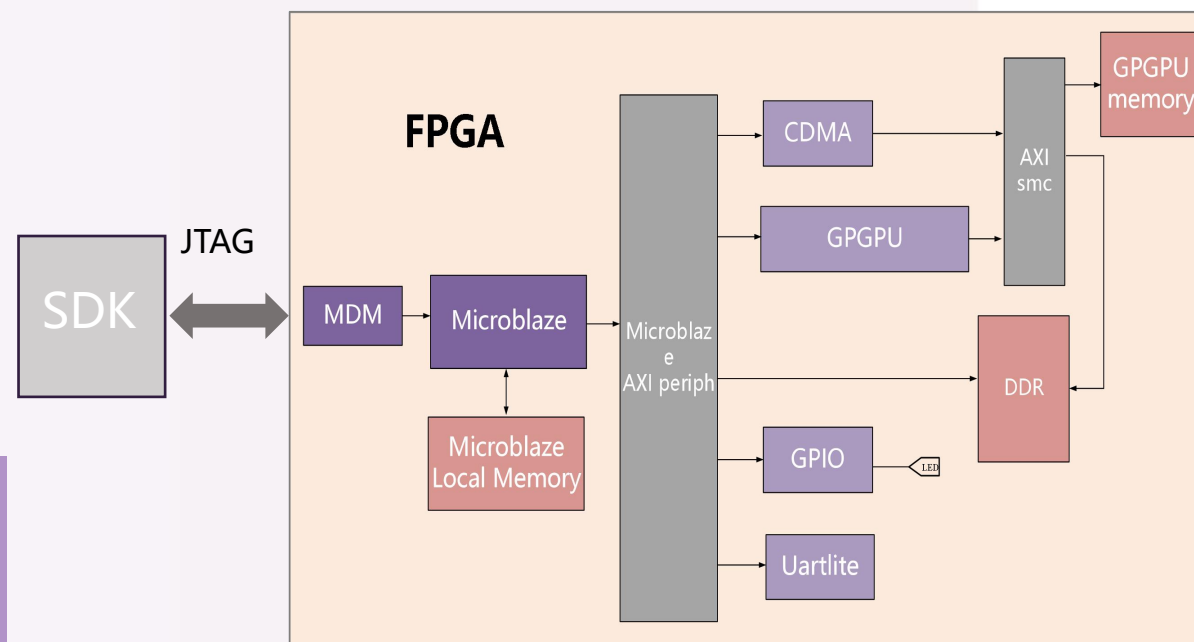 FPGA
JTAG
SDK
MDM
Microblaze
Microblaze
Local Memory
Microblaz
e
AXI periph
CDMA
GPGPU
AXI
smc
GPGPU
memory
DDR
GPIO
LED
Uartlite